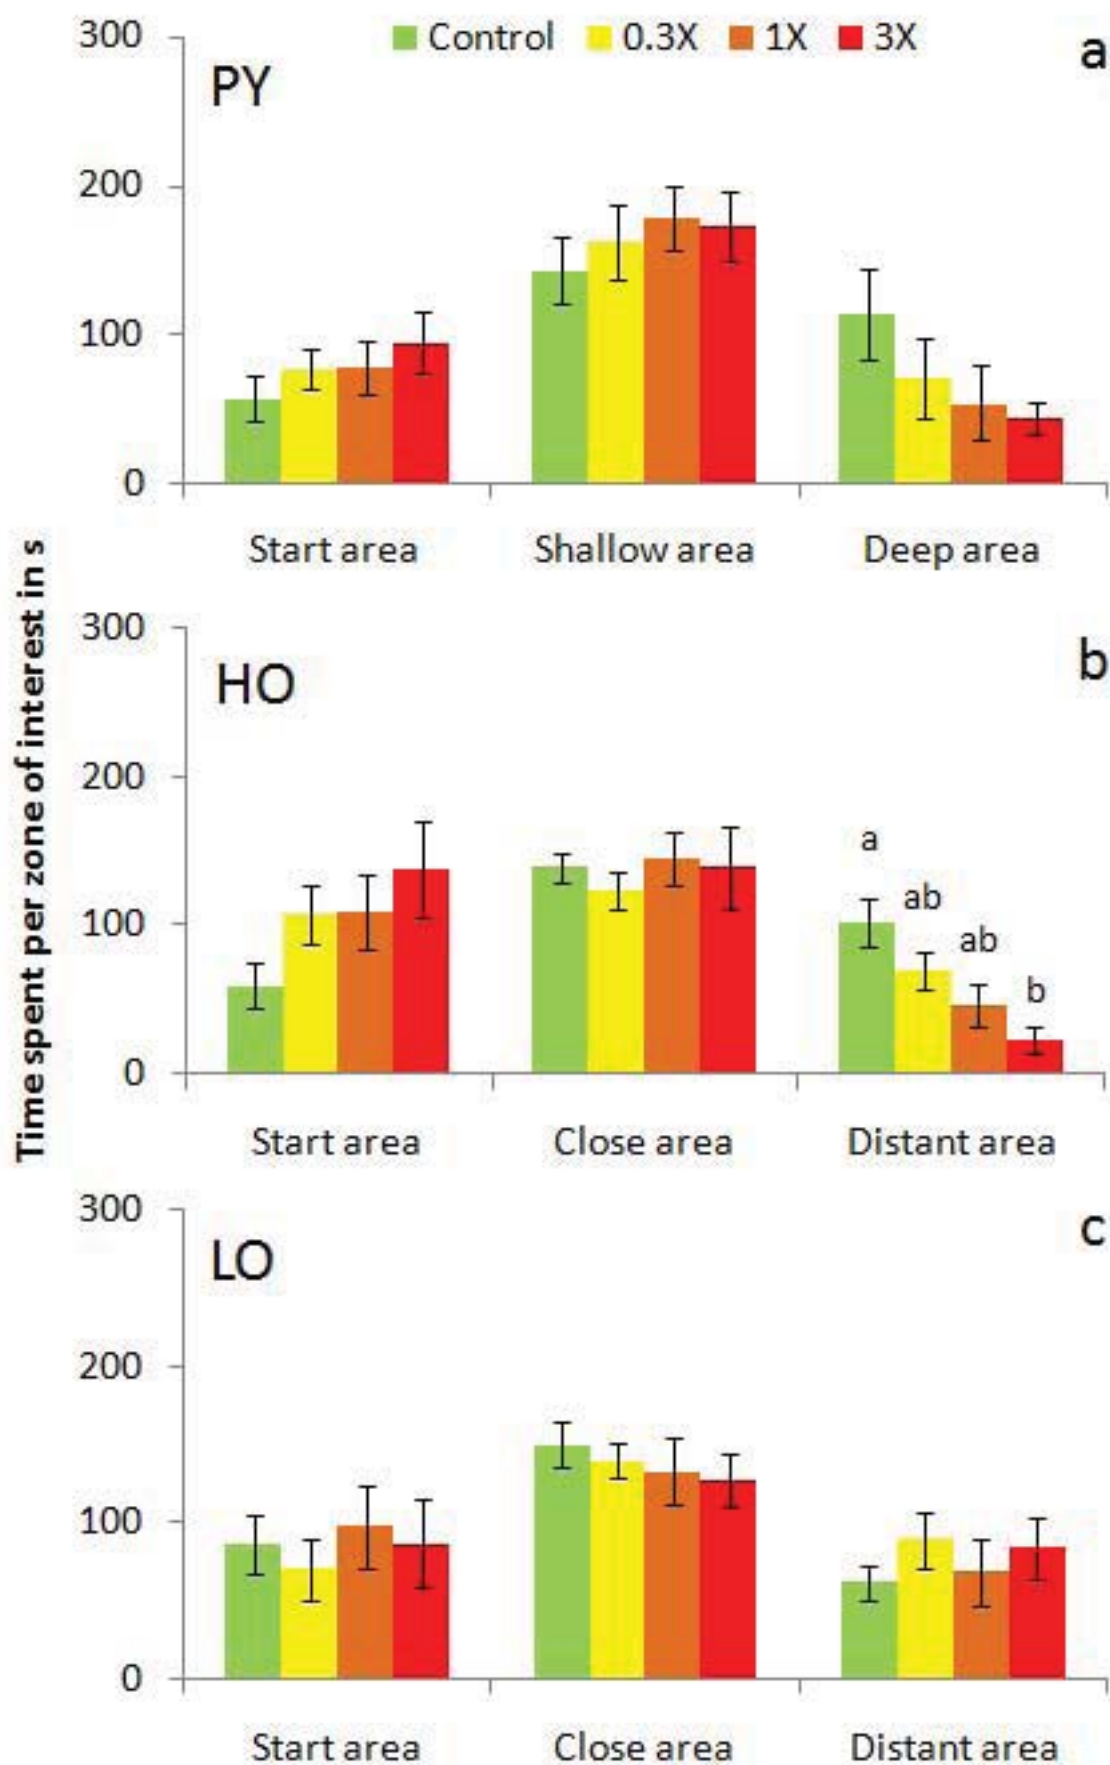 Control 0.3X 1X 3X
a
PY
300
200
100
0
Start area Shallow area Deep area
Time spent per zone of interest in s
b
HO
300
200
100
0
a
ab
ab
b
Start area Close area Distant area
c
LO
300
200
100
0
Start area Close area Distant area